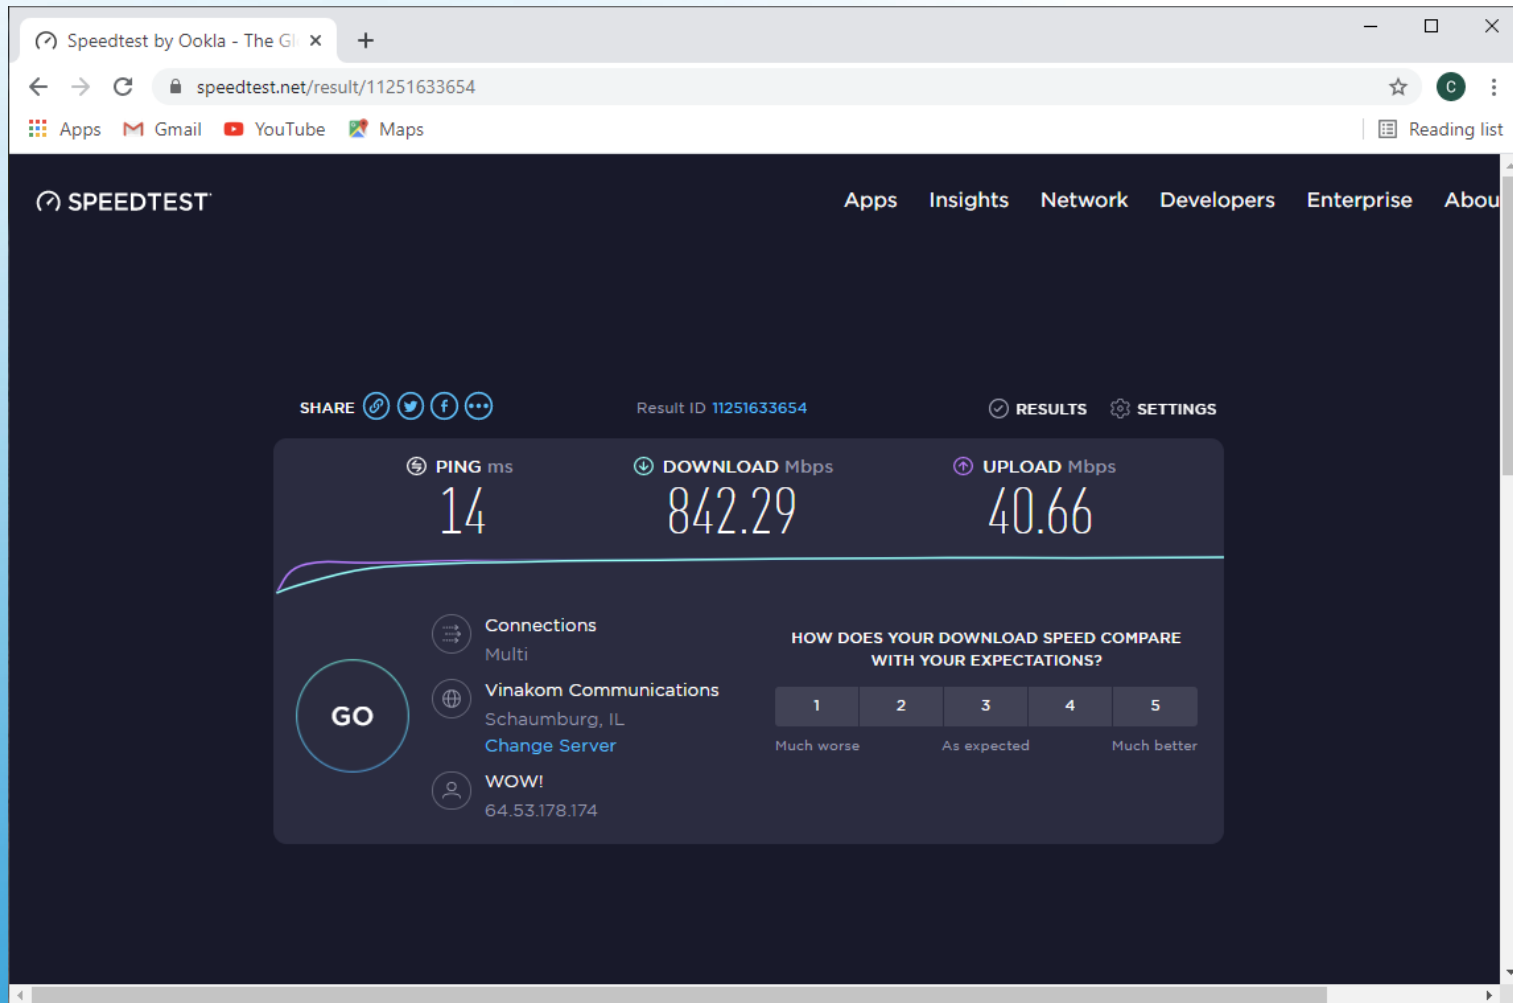 Speedtest by Ookla - The Gl
speedtest.net/result/11251633654
C
Apps Gmail YouTube Maps Reading list
SPEEDTEST
Apps Insights Network Developers Enterprise Abou
SHARE Result ID 11251633654 RESULTS SETTINGS
PING ms DOWNLOAD Mbps UPLOAD Mbps
14 842.29 40.66
Connections
Multi
Vinakom Communications
Schaumburg, IL
Change Server
WOW!
64.53.178.174
GO
HOW DOES YOUR DOWNLOAD SPEED COMPARE
WITH YOUR EXPECTATIONS?
1 2 3 4 5
Much worse As expected Much better